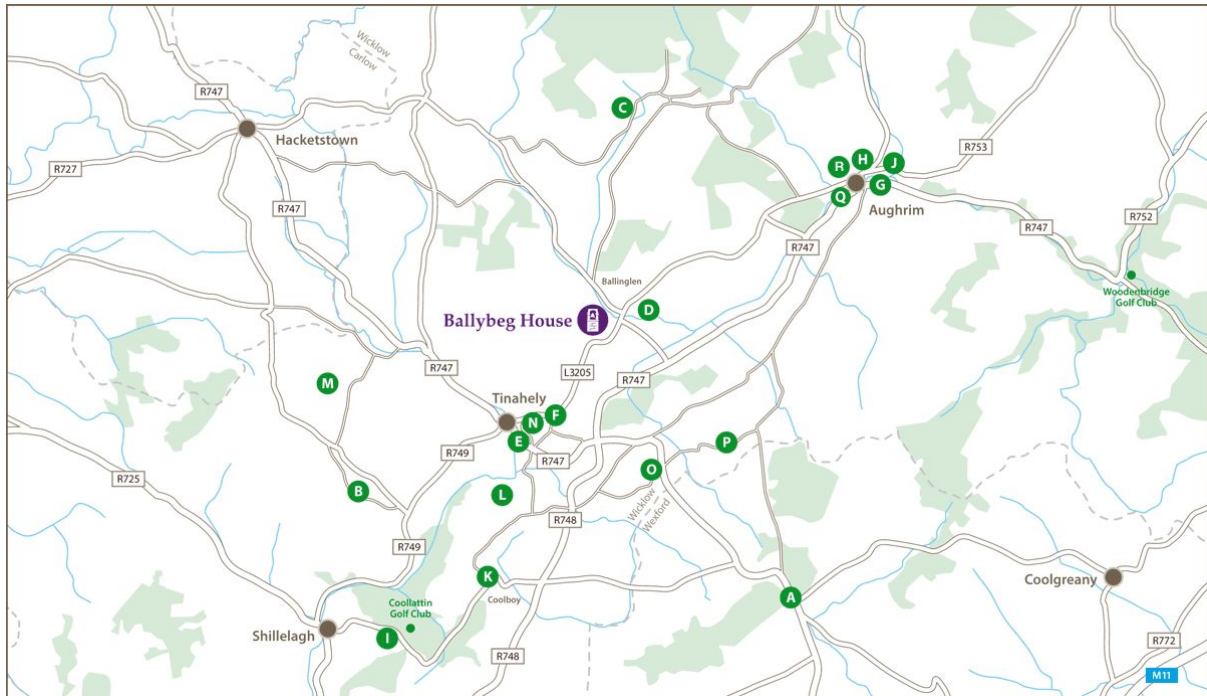 Wicklow
Carlow
R747
C
Hacketstown
R753
R
H
J
R727
G
Q
Aughrim
R747
R752
R747
R747
Ballinglen
Woodenbridge
Golf Club
D
Ballybeg House
R747
L3205
R747
M
Tinahely
F
N
E
P
R749
R747
O
R725
B
L
Wicklow
Wexford
R748
R749
K
Coolboy
Coolgreany
A
Coollattin
Golf Club
Shillelagh
I
R748
R772
M11